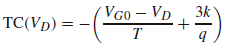 TC(V_D) = −( (V_G0 − V_D)/T + 3k/q )